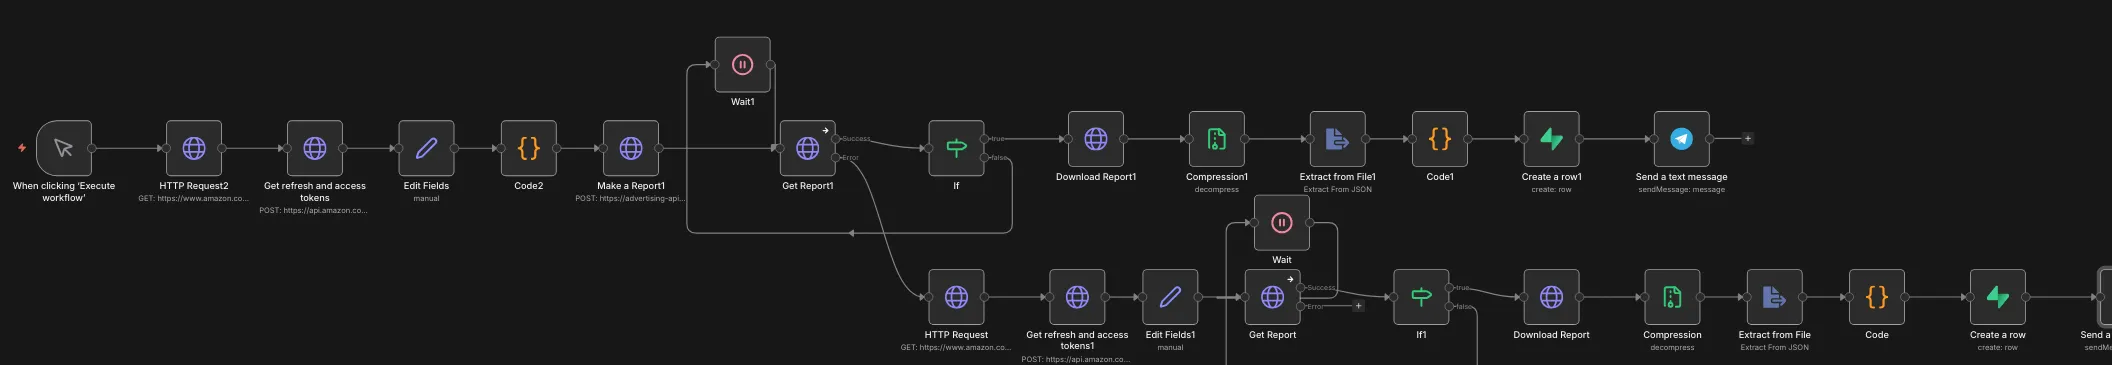 Wait1
Success
Error
true
false
When clicking 'Execute
workflow'
HTTP Request2
GET: https://www.amazon.co...
Get refresh and access
tokens
POST: https://api.amazon.co...
Edit Fields
manual
Code2
Make a Report1
POST: https://advertising-api...
Get Report1
If
Download Report1
Compression1
decompress
Extract from File1
Extract From JSON
Code1
Create a row1
create: row
Send a text message
sendMessage: message
Wait
Success
Error
true
false
HTTP Request
GET: https://www.amazon.co...
Get refresh and access
tokens1
POST: https://api.amazon.co...
Edit Fields1
manual
Get Report
If1
Download Report
Compression
decompress
Extract from File
Extract From JSON
Code
Create a row
create: row
Send a
sendMe